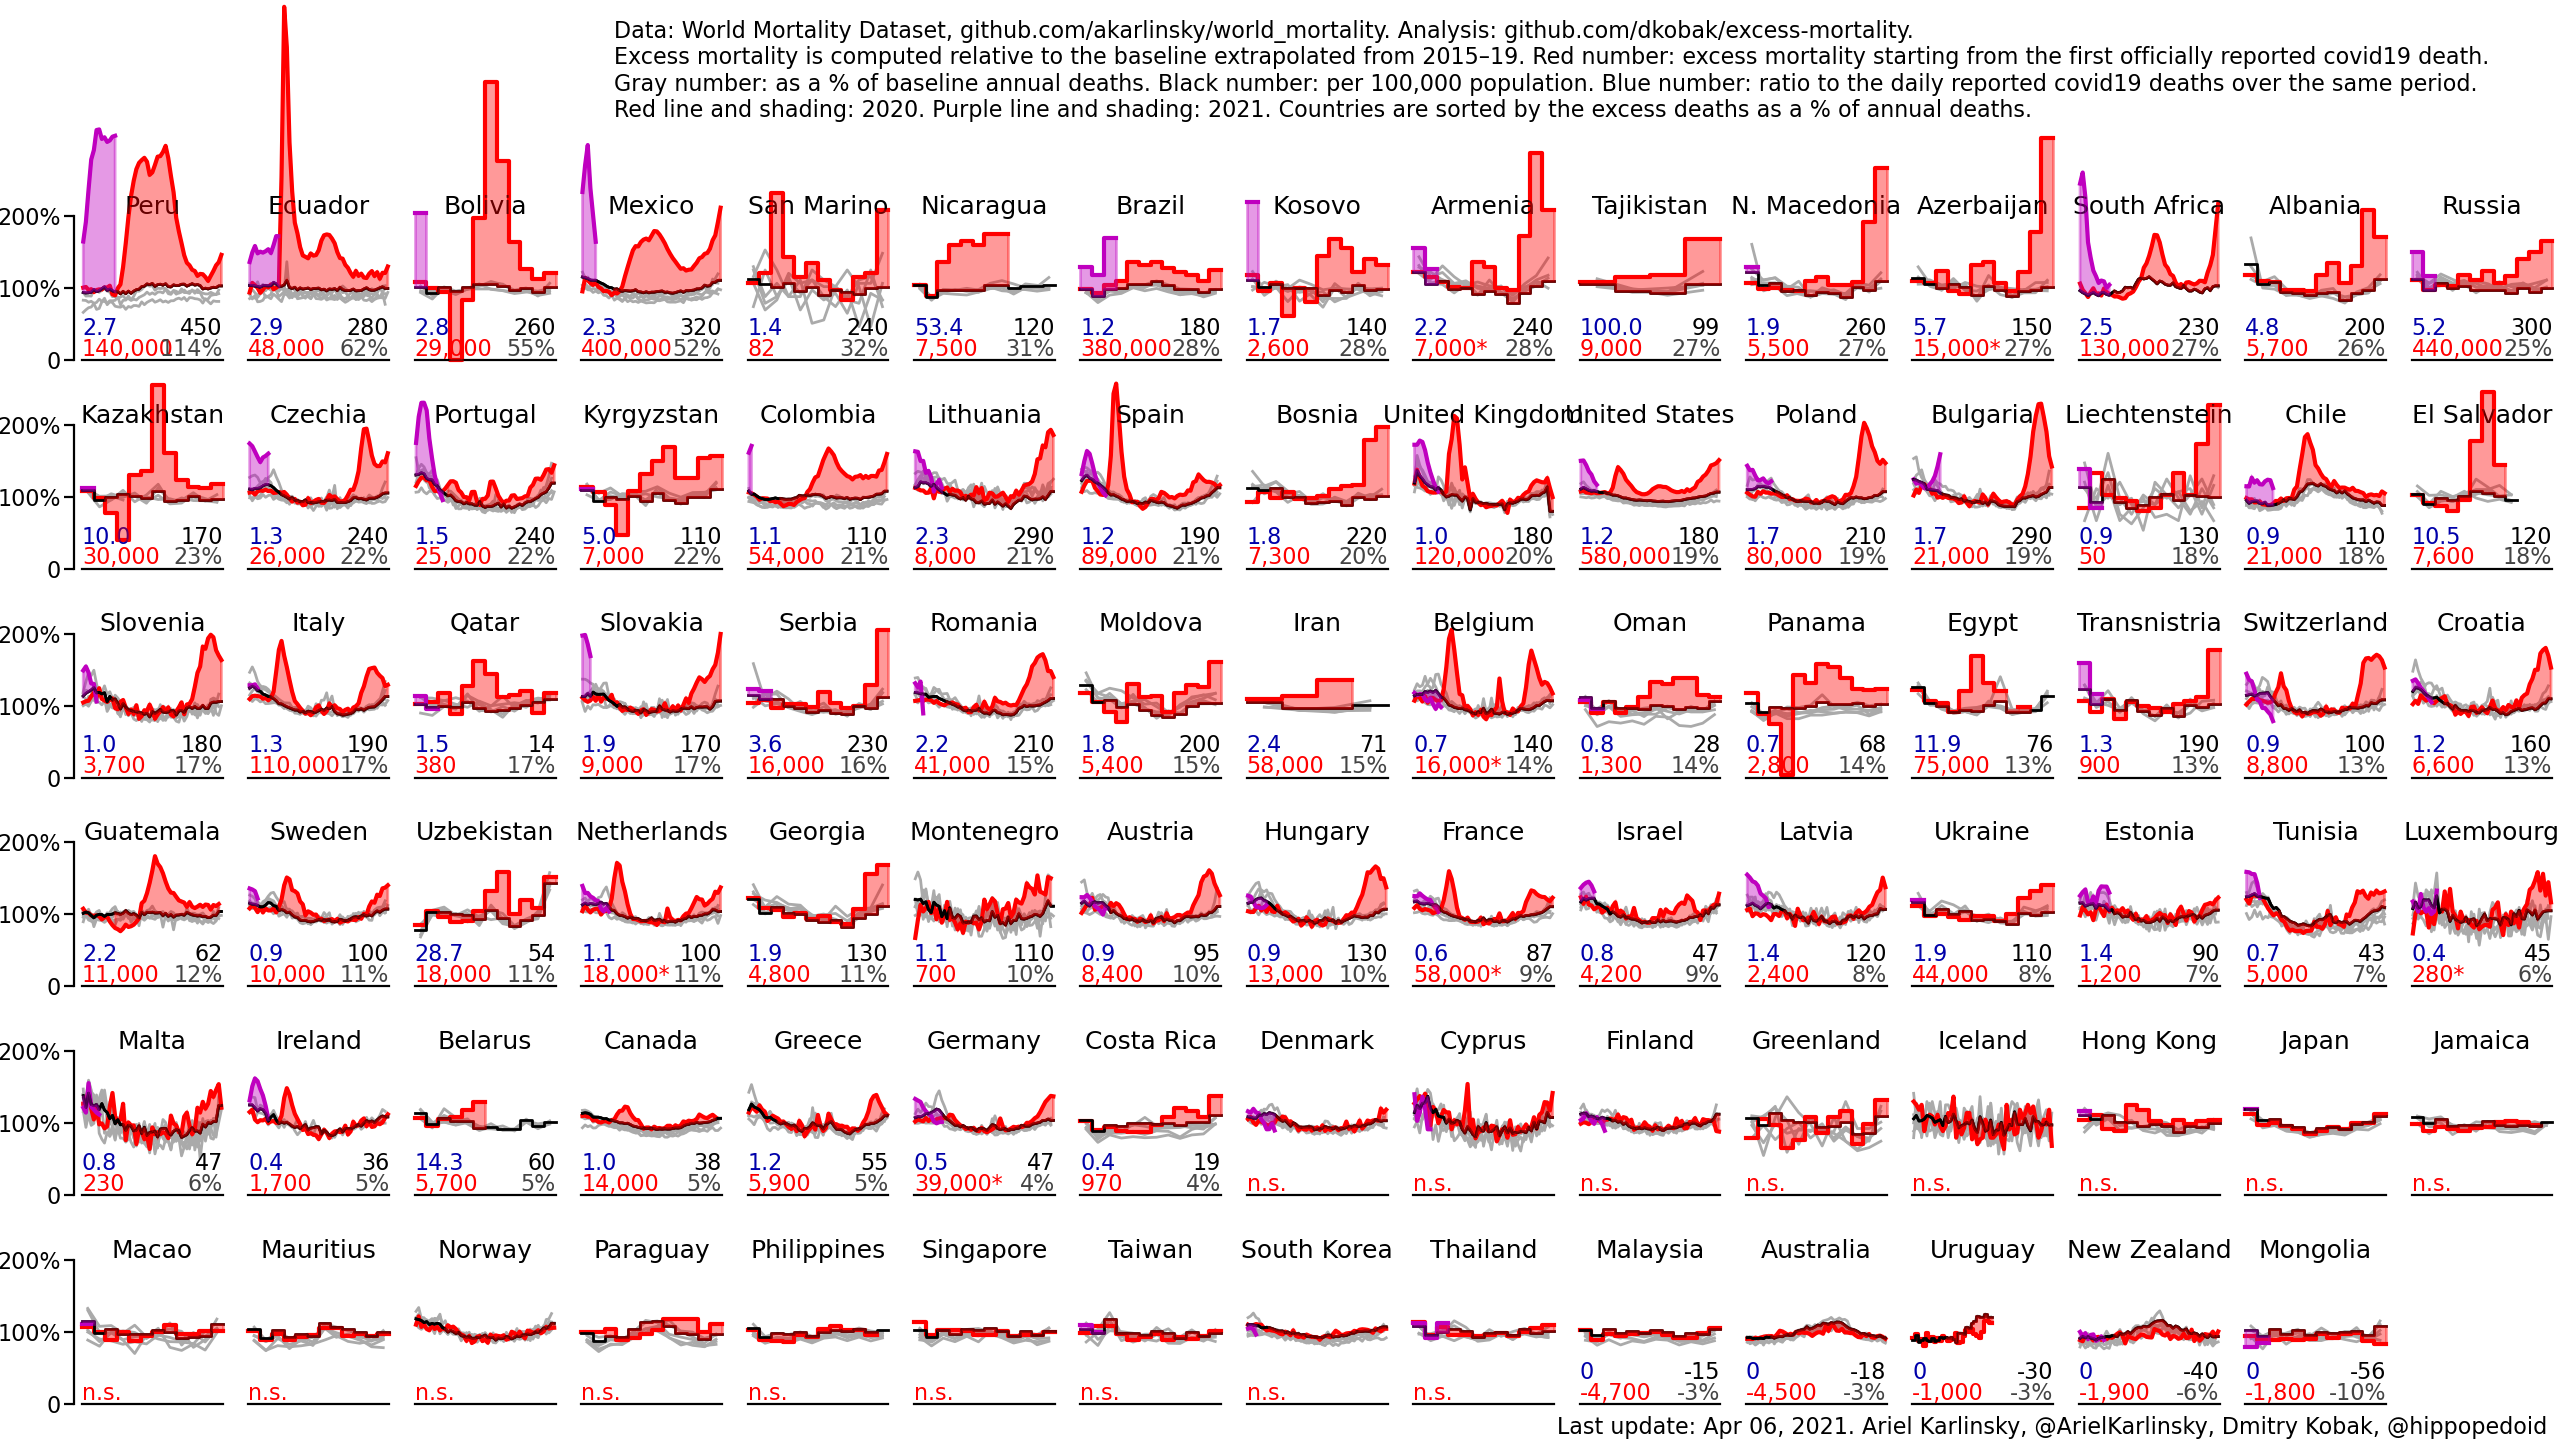 Data: World Mortality Dataset, github.com/akarlinsky/world_mortality. Analysis: github.com/dkobak/excess-mortality.
Excess mortality is computed relative to the baseline extrapolated from 2015–19. Red number: excess mortality starting from the first officially reported covid19 death.
Gray number: as a % of baseline annual deaths. Black number: per 100,000 population. Blue number: ratio to the daily reported covid19 deaths over the same period.
Red line and shading: 2020. Purple line and shading: 2021. Countries are sorted by the excess deaths as a % of annual deaths.
200% Peru Ecuador Bolivia Mexico San Marino Nicaragua Brazil Kosovo Armenia Tajikistan N. Macedonia Azerbaijan South Africa Albania Russia
100%
2.7 450 2.9 280 2.8 260 2.3 320 1.4 240 53.4 120 1.2 180 1.7 140 2.2 240 100.0 99 1.9 260 5.7 150 2.5 230 4.8 200 5.2 300
0 140,000 114% 48,000 62% 29,000 55% 400,000 52% 82 32% 7,500 31% 380,000 28% 2,600 28% 7,000* 28% 9,000 27% 5,500 27% 15,000* 27% 130,000 27% 5,700 26% 440,000 25%
200% Kazakhstan Czechia Portugal Kyrgyzstan Colombia Lithuania Spain Bosnia United Kingdom United States Poland Bulgaria Liechtenstein Chile El Salvador
100%
10.0 170 1.3 240 1.5 240 5.0 110 1.1 110 2.3 290 1.2 190 1.8 220 1.0 180 1.2 180 1.7 210 1.7 290 0.9 130 0.9 110 10.5 120
0 30,000 23% 26,000 22% 25,000 22% 7,000 22% 54,000 21% 8,000 21% 89,000 21% 7,300 20% 120,000 20% 580,000 19% 80,000 19% 21,000 19% 50 18% 21,000 18% 7,600 18%
200% Slovenia Italy Qatar Slovakia Serbia Romania Moldova Iran Belgium Oman Panama Egypt Transnistria Switzerland Croatia
100%
1.0 180 1.3 190 1.5 14 1.9 170 3.6 230 2.2 210 1.8 200 2.4 71 0.7 140 0.8 28 0.7 68 11.9 76 1.3 190 0.9 100 1.2 160
0 3,700 17% 110,000 17% 380 17% 9,000 17% 16,000 16% 41,000 15% 5,400 15% 58,000 15% 16,000* 14% 1,300 14% 2,800 14% 75,000 13% 900 13% 8,800 13% 6,600 13%
200% Guatemala Sweden Uzbekistan Netherlands Georgia Montenegro Austria Hungary France Israel Latvia Ukraine Estonia Tunisia Luxembourg
100%
2.2 62 0.9 100 28.7 54 1.1 100 1.9 130 1.1 110 0.9 95 0.9 130 0.6 87 0.8 47 1.4 120 1.9 110 1.4 90 0.7 43 0.4 45
0 11,000 12% 10,000 11% 18,000 11% 18,000* 11% 4,800 11% 700 10% 8,400 10% 13,000 10% 58,000* 9% 4,200 9% 2,400 8% 44,000 8% 1,200 7% 5,000 7% 280* 6%
200% Malta Ireland Belarus Canada Greece Germany Costa Rica Denmark Cyprus Finland Greenland Iceland Hong Kong Japan Jamaica
100%
0.8 47 0.4 36 14.3 60 1.0 38 1.2 55 0.5 47 0.4 19
0 230 6% 1,700 5% 5,700 5% 14,000 5% 5,900 5% 39,000* 4% 970 4% n.s. n.s. n.s. n.s. n.s. n.s. n.s. n.s.
200% Macao Mauritius Norway Paraguay Philippines Singapore Taiwan South Korea Thailand Malaysia Australia Uruguay New Zealand Mongolia
100%
0 -15 0 -18 0 -30 0 -40 0 -56
0 n.s. n.s. n.s. n.s. n.s. n.s. n.s. n.s. n.s. -4,700 -3% -4,500 -3% -1,000 -3% -1,900 -6% -1,800 -10%
Last update: Apr 06, 2021. Ariel Karlinsky, @ArielKarlinsky, Dmitry Kobak, @hippopedoid